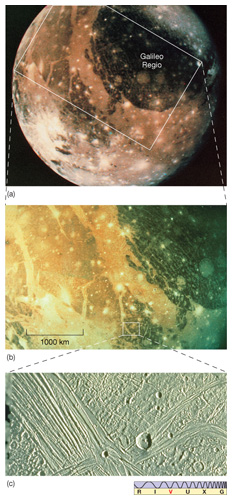 Galileo
Regio
(a)
1000 km
(b)
(c)
R I V U X G